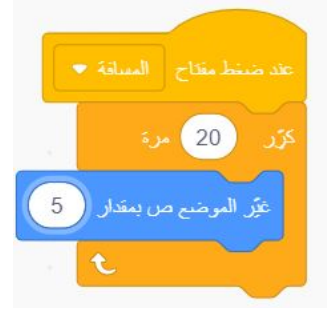 عند ضغط مفتاح المسافة
كرّر 20 مرة
غيّر الموضع ص بمقدار 5